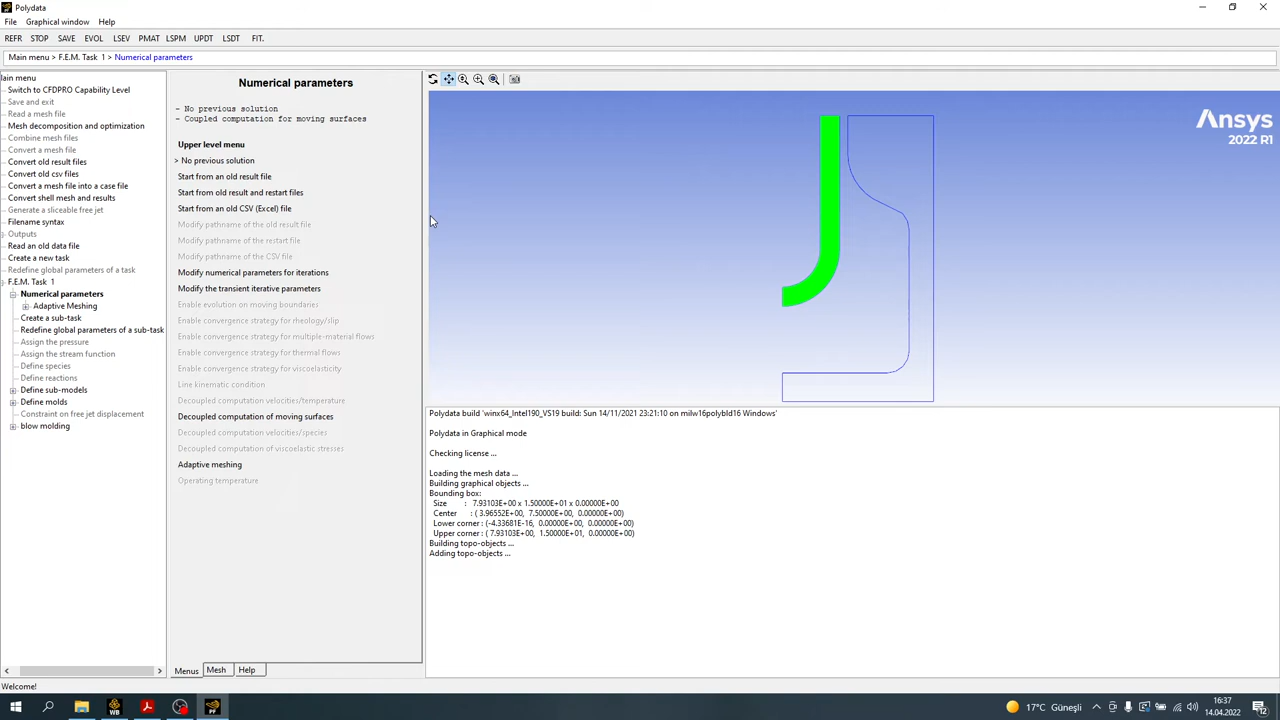 Polydata
File Graphical window Help
REFR STOP SAVE EVOL LSEV PMAT LSPM UPDT LSDT FIT.
Main menu > F.E.M. Task 1 > Numerical parameters
lain menu
Switch to CFDPRO Capability Level
Save and exit
Read a mesh file
Mesh decomposition and optimization
Combine mesh files
Convert a mesh file
Convert old result files
Convert old csv files
Convert a mesh file into a case file
Convert shell mesh and results
Generate a sliceable free jet
Filename syntax
Outputs
Read an old data file
Create a new task
Redefine global parameters of a task
F.E.M. Task 1
Numerical parameters
Adaptive Meshing
Create a sub-task
Redefine global parameters of a sub-task
Assign the pressure
Assign the stream function
Define species
Define reactions
Define sub-models
Define molds
Constraint on free jet displacement
blow molding
Numerical parameters
- No previous solution
- Coupled computation for moving surfaces
Upper level menu
> No previous solution
Start from an old result file
Start from old result and restart files
Start from an old CSV (Excel) file
Modify pathname of the old result file
Modify pathname of the restart file
Modify pathname of the CSV file
Modify numerical parameters for iterations
Modify the transient iterative parameters
Enable evolution on moving boundaries
Enable convergence strategy for rheology/slip
Enable convergence strategy for multiple-material flows
Enable convergence strategy for thermal flows
Enable convergence strategy for viscoelasticity
Line kinematic condition
Decoupled computation velocities/temperature
Decoupled computation of moving surfaces
Decoupled computation velocities/species
Decoupled computation of viscoelastic stresses
Adaptive meshing
Operating temperature
Menus Mesh Help
Ansys
2022 R1
Polydata build 'winx64_Intel190_VS19 build: Sun 14/11/2021 23:21:10 on milw16polybld16 Windows'
Polydata in Graphical mode
Checking license ...
Loading the mesh data ...
Building graphical objects ...
Bounding box:
Size : 7.93103E+00 x 1.50000E+01 x 0.00000E+00
Center : ( 3.96552E+00, 7.50000E+00, 0.00000E+00)
Lower corner : (-4.33681E-16, 0.00000E+00, 0.00000E+00)
Upper corner : ( 7.93103E+00, 1.50000E+01, 0.00000E+00)
Building topo-objects ...
Adding topo-objects ...
Welcome!
WB
PF
17°C Güneşli
16:37
14.04.2022
12